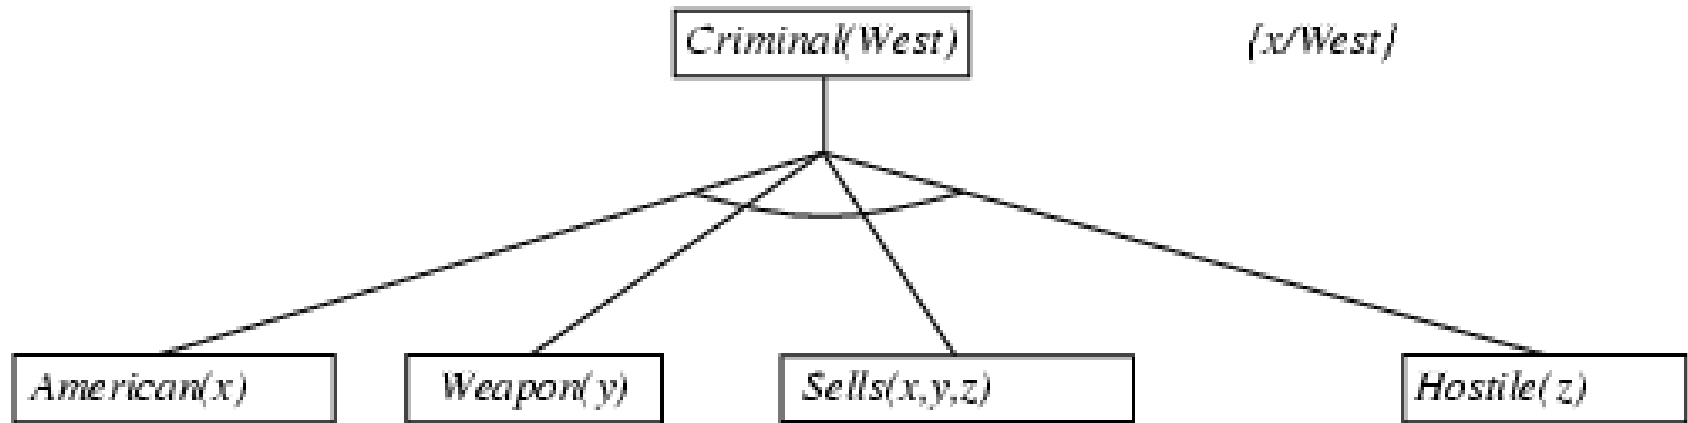 Criminal(West) {x/West}
American(x) Weapon(y) Sells(x,y,z) Hostile(z)